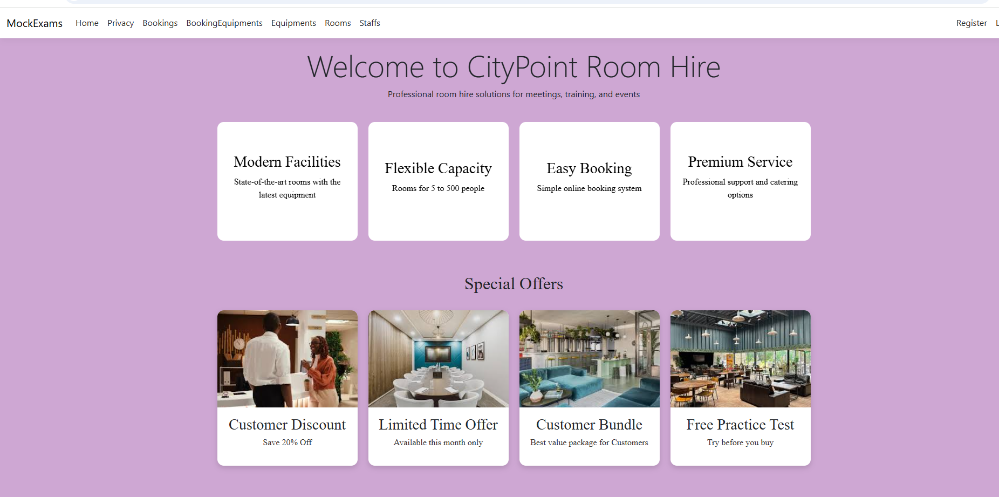 MockExams Home Privacy Bookings BookingEquipments Equipments Rooms Staffs Register
Welcome to CityPoint Room Hire
Professional room hire solutions for meetings, training, and events
Modern Facilities
State-of-the-art rooms with the
latest equipment
Flexible Capacity
Rooms for 5 to 500 people
Easy Booking
Simple online booking system
Premium Service
Professional support and catering
options
Special Offers
Customer Discount
Save 20% Off
Limited Time Offer
Available this month only
Customer Bundle
Best value package for Customers
Free Practice Test
Try before you buy